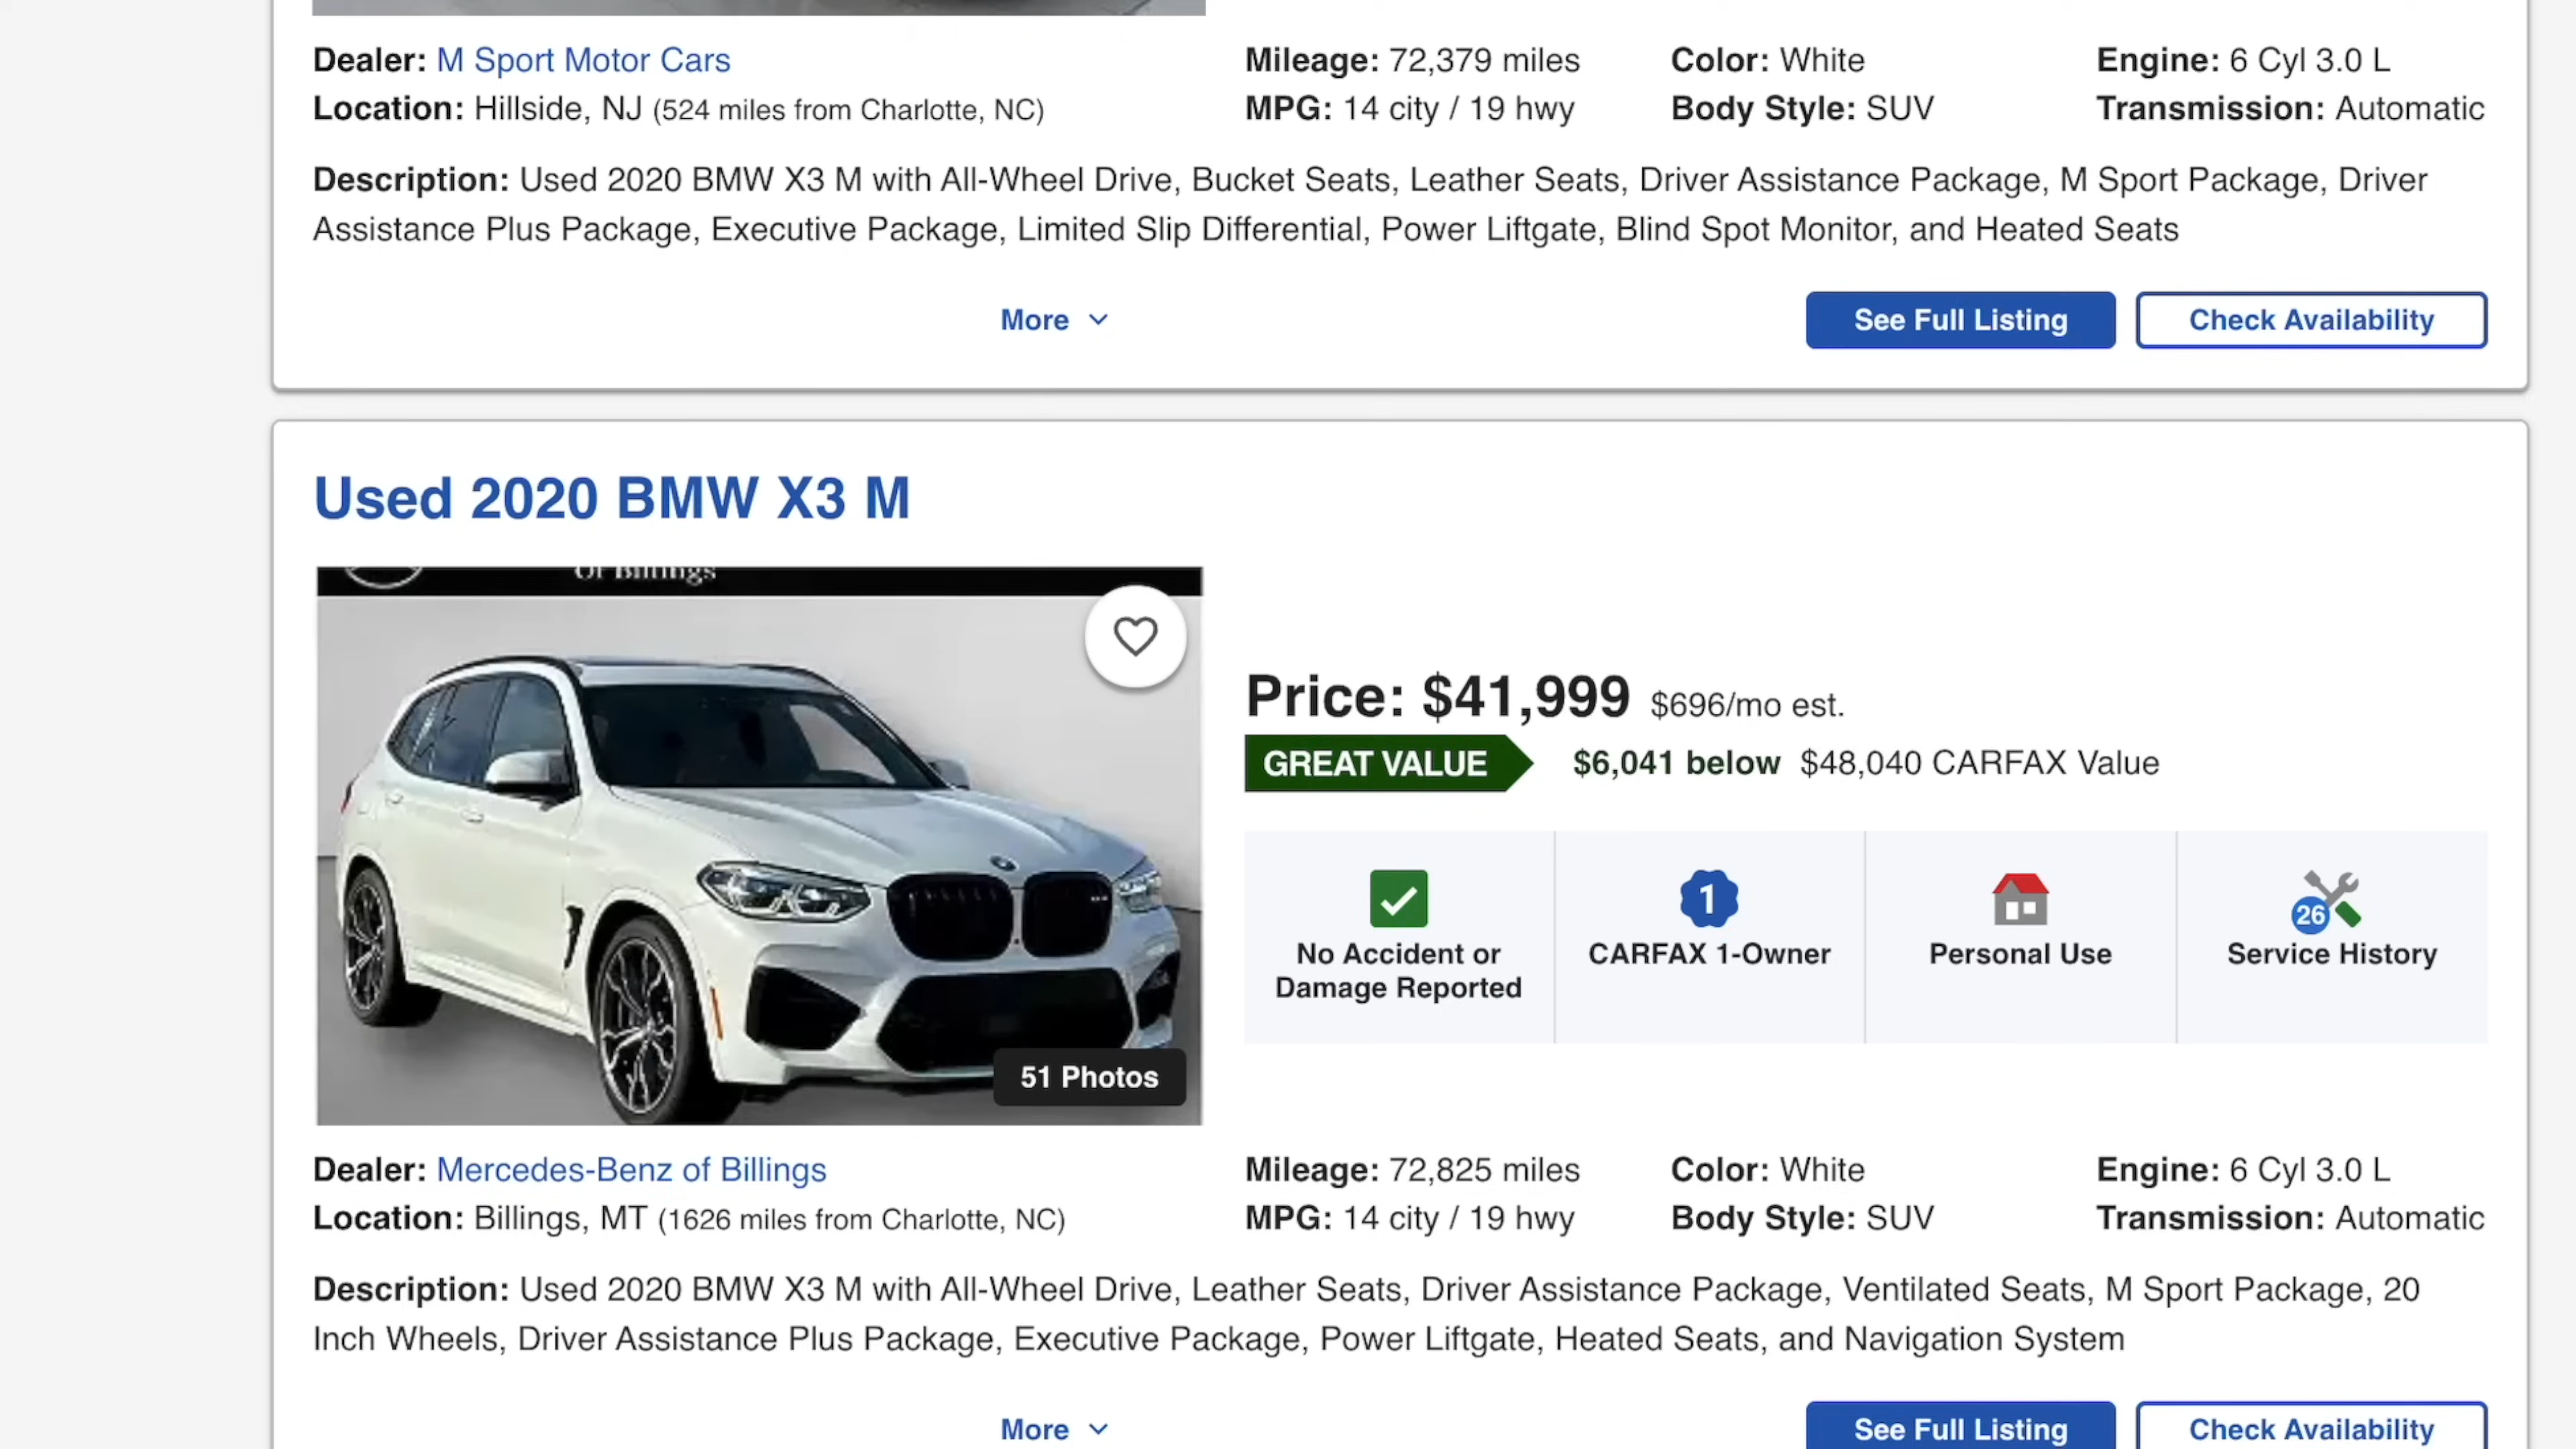 Dealer: M Sport Motor Cars
Location: Hillside, NJ (524 miles from Charlotte, NC)
Mileage: 72,379 miles
MPG: 14 city / 19 hwy
Color: White
Body Style: SUV
Engine: 6 Cyl 3.0 L
Transmission: Automatic
Description: Used 2020 BMW X3 M with All-Wheel Drive, Bucket Seats, Leather Seats, Driver Assistance Package, M Sport Package, Driver
Assistance Plus Package, Executive Package, Limited Slip Differential, Power Liftgate, Blind Spot Monitor, and Heated Seats
More
See Full Listing
Check Availability
Used 2020 BMW X3 M
Of Billings
51 Photos
Price: $41,999 $696/mo est.
GREAT VALUE $6,041 below $48,040 CARFAX Value
No Accident or
Damage Reported
1
CARFAX 1-Owner
Personal Use
26
Service History
Dealer: Mercedes-Benz of Billings
Location: Billings, MT (1626 miles from Charlotte, NC)
Mileage: 72,825 miles
MPG: 14 city / 19 hwy
Color: White
Body Style: SUV
Engine: 6 Cyl 3.0 L
Transmission: Automatic
Description: Used 2020 BMW X3 M with All-Wheel Drive, Leather Seats, Driver Assistance Package, Ventilated Seats, M Sport Package, 20
Inch Wheels, Driver Assistance Plus Package, Executive Package, Power Liftgate, Heated Seats, and Navigation System
More
See Full Listing
Check Availability